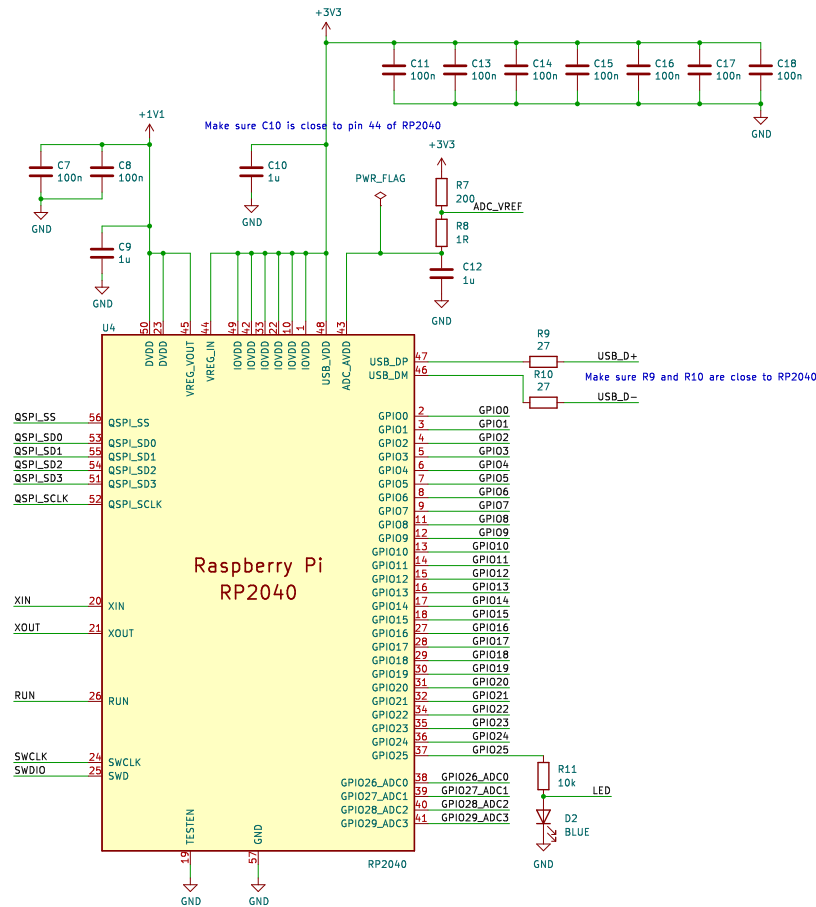 +3V3
C11
100n
C13
100n
C14
100n
C15
100n
C16
100n
C17
100n
C18
100n
GND
+1V1
Make sure C10 is close to pin 44 of RP2040
C7
100n
C8
100n
GND
C10
1u
GND
PWR_FLAG
+3V3
R7
200
ADC_VREF
R8
1R
C9
1u
GND
C12
1u
GND
U4
50
23
45
44
49
42
33
22
10
1
48
43
DVDD
DVDD
VREG_VOUT
VREG_IN
IOVDD
IOVDD
IOVDD
IOVDD
IOVDD
IOVDD
USB_VDD
ADC_AVDD
R9
27
USB_DP 47 USB_D+
USB_DM 46
R10
27
Make sure R9 and R10 are close to RP2040
USB_D-
QSPI_SS 56 QSPI_SS
QSPI_SD0 53 QSPI_SD0
QSPI_SD1 55 QSPI_SD1
QSPI_SD2 54 QSPI_SD2
QSPI_SD3 51 QSPI_SD3
QSPI_SCLK 52 QSPI_SCLK
XIN 20 XIN
XOUT 21 XOUT
RUN 26 RUN
SWCLK 24 SWCLK
SWDIO 25 SWD
Raspberry Pi
RP2040
GPIO0 2 GPIO0
GPIO1 3 GPIO1
GPIO2 4 GPIO2
GPIO3 5 GPIO3
GPIO4 6 GPIO4
GPIO5 7 GPIO5
GPIO6 8 GPIO6
GPIO7 9 GPIO7
GPIO8 11 GPIO8
GPIO9 12 GPIO9
GPIO10 13 GPIO10
GPIO11 14 GPIO11
GPIO12 15 GPIO12
GPIO13 16 GPIO13
GPIO14 17 GPIO14
GPIO15 18 GPIO15
GPIO16 27 GPIO16
GPIO17 28 GPIO17
GPIO18 29 GPIO18
GPIO19 30 GPIO19
GPIO20 31 GPIO20
GPIO21 32 GPIO21
GPIO22 34 GPIO22
GPIO23 35 GPIO23
GPIO24 36 GPIO24
GPIO25 37 GPIO25
GPIO26_ADC0 38 GPIO26_ADC0
GPIO27_ADC1 39 GPIO27_ADC1
GPIO28_ADC2 40 GPIO28_ADC2
GPIO29_ADC3 41 GPIO29_ADC3
R11
10k
LED
D2
BLUE
GND
TESTEN
19
GND
GND
57
GND
RP2040